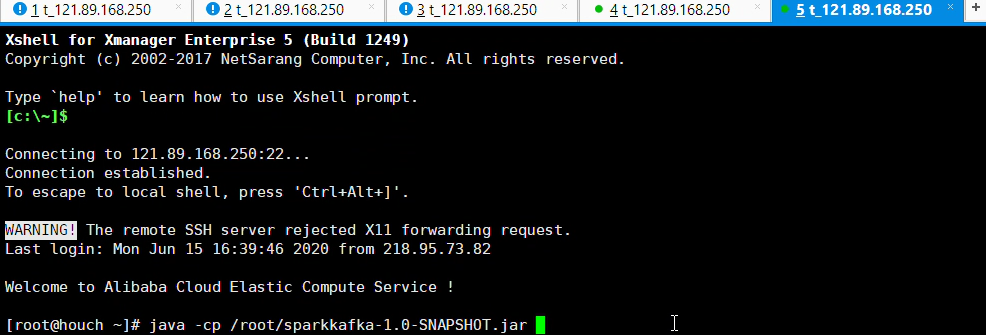 1 t_121.89.168.250 2 t_121.89.168.250 3 t_121.89.168.250 4 t_121.89.168.250 5 t_121.89.168.250
Xshell for Xmanager Enterprise 5 (Build 1249)
Copyright (c) 2002-2017 NetSarang Computer, Inc. All rights reserved.
Type `help' to learn how to use Xshell prompt.
[c:\~]$
Connecting to 121.89.168.250:22...
Connection established.
To escape to local shell, press 'Ctrl+Alt+]'.
WARNING! The remote SSH server rejected X11 forwarding request.
Last login: Mon Jun 15 16:39:46 2020 from 218.95.73.82
Welcome to Alibaba Cloud Elastic Compute Service !
[root@houch ~]# java -cp /root/sparkkafka-1.0-SNAPSHOT.jar